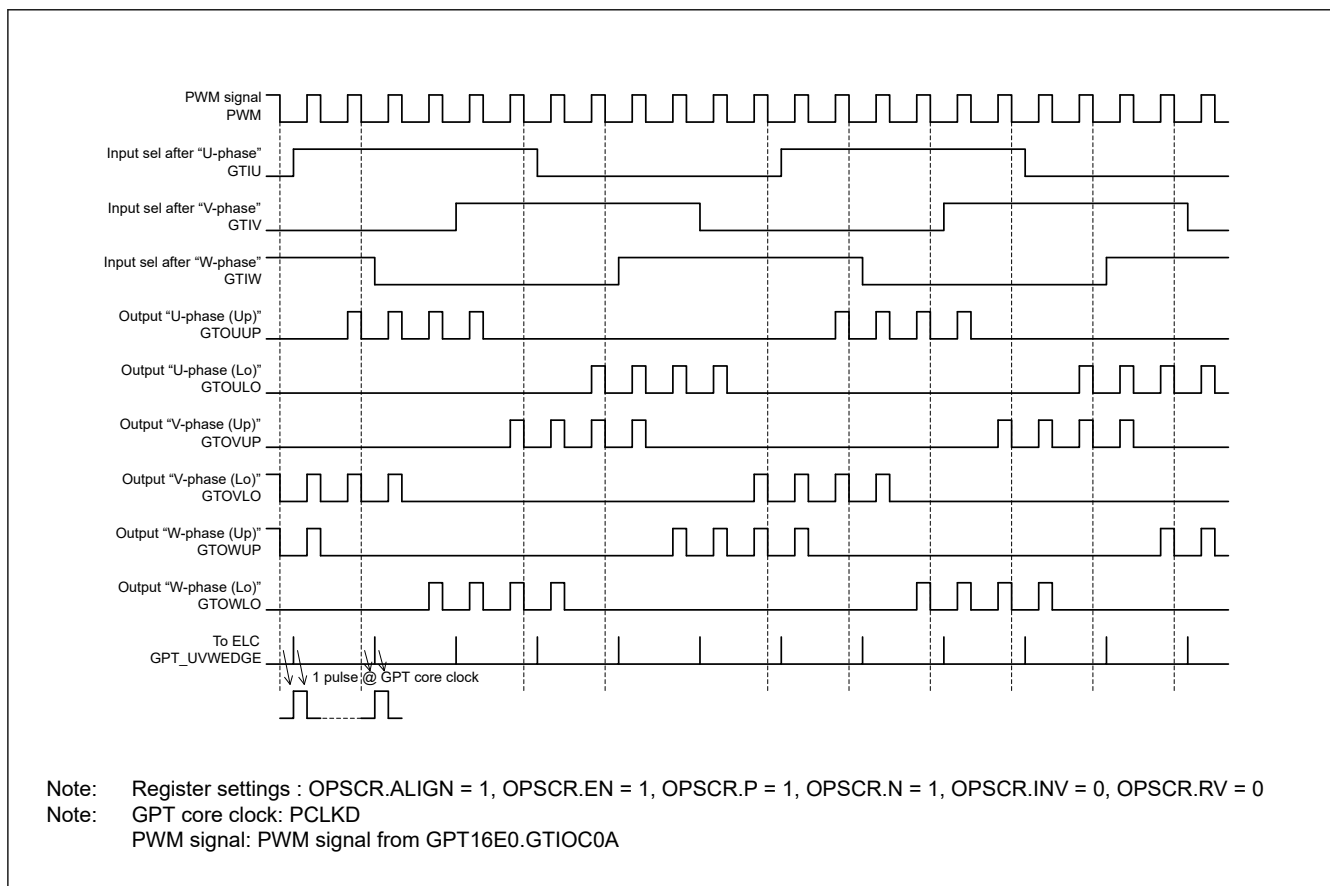 PWM signal
PWM
Input sel after “U-phase”
GTIU
Input sel after “V-phase”
GTIV
Input sel after “W-phase”
GTIW
Output “U-phase (Up)”
GTOUUP
Output “U-phase (Lo)”
GTOULO
Output “V-phase (Up)”
GTOVUP
Output “V-phase (Lo)”
GTOVLO
Output “W-phase (Up)”
GTOWUP
Output “W-phase (Lo)”
GTOWLO
To ELC
GPT_UVWEDGE
1 pulse @ GPT core clock
Note: Register settings : OPSCR.ALIGN = 1, OPSCR.EN = 1, OPSCR.P = 1, OPSCR.N = 1, OPSCR.INV = 0, OPSCR.RV = 0
Note: GPT core clock: PCLKD
PWM signal: PWM signal from GPT16E0.GTIOC0A